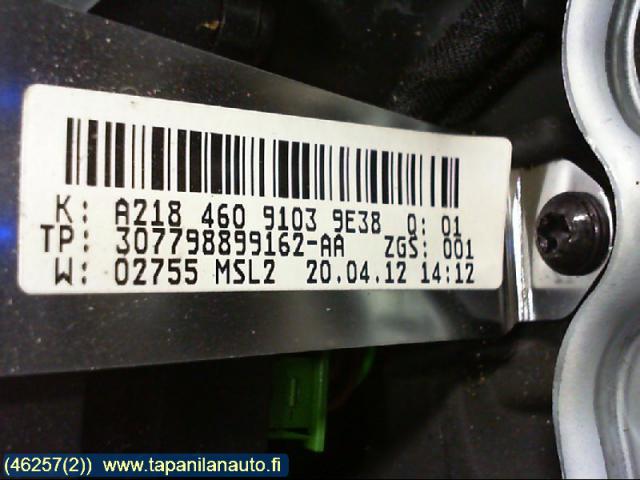 K: A218 460 9103 9E38 Q: 01
TP: 307798899162-AA ZGS: 001
W: 02755 MSL2 20.04.12 14:12
(46257(2)) www.tapanilanauto.fi